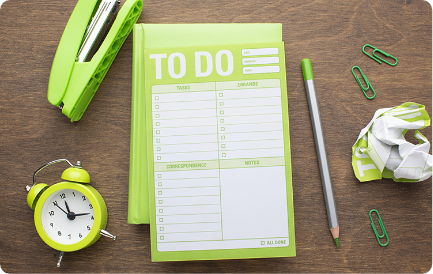 TO DO
TASKS
ERRANDS
CORRESPONDENCE
NOTES
ALL DONE